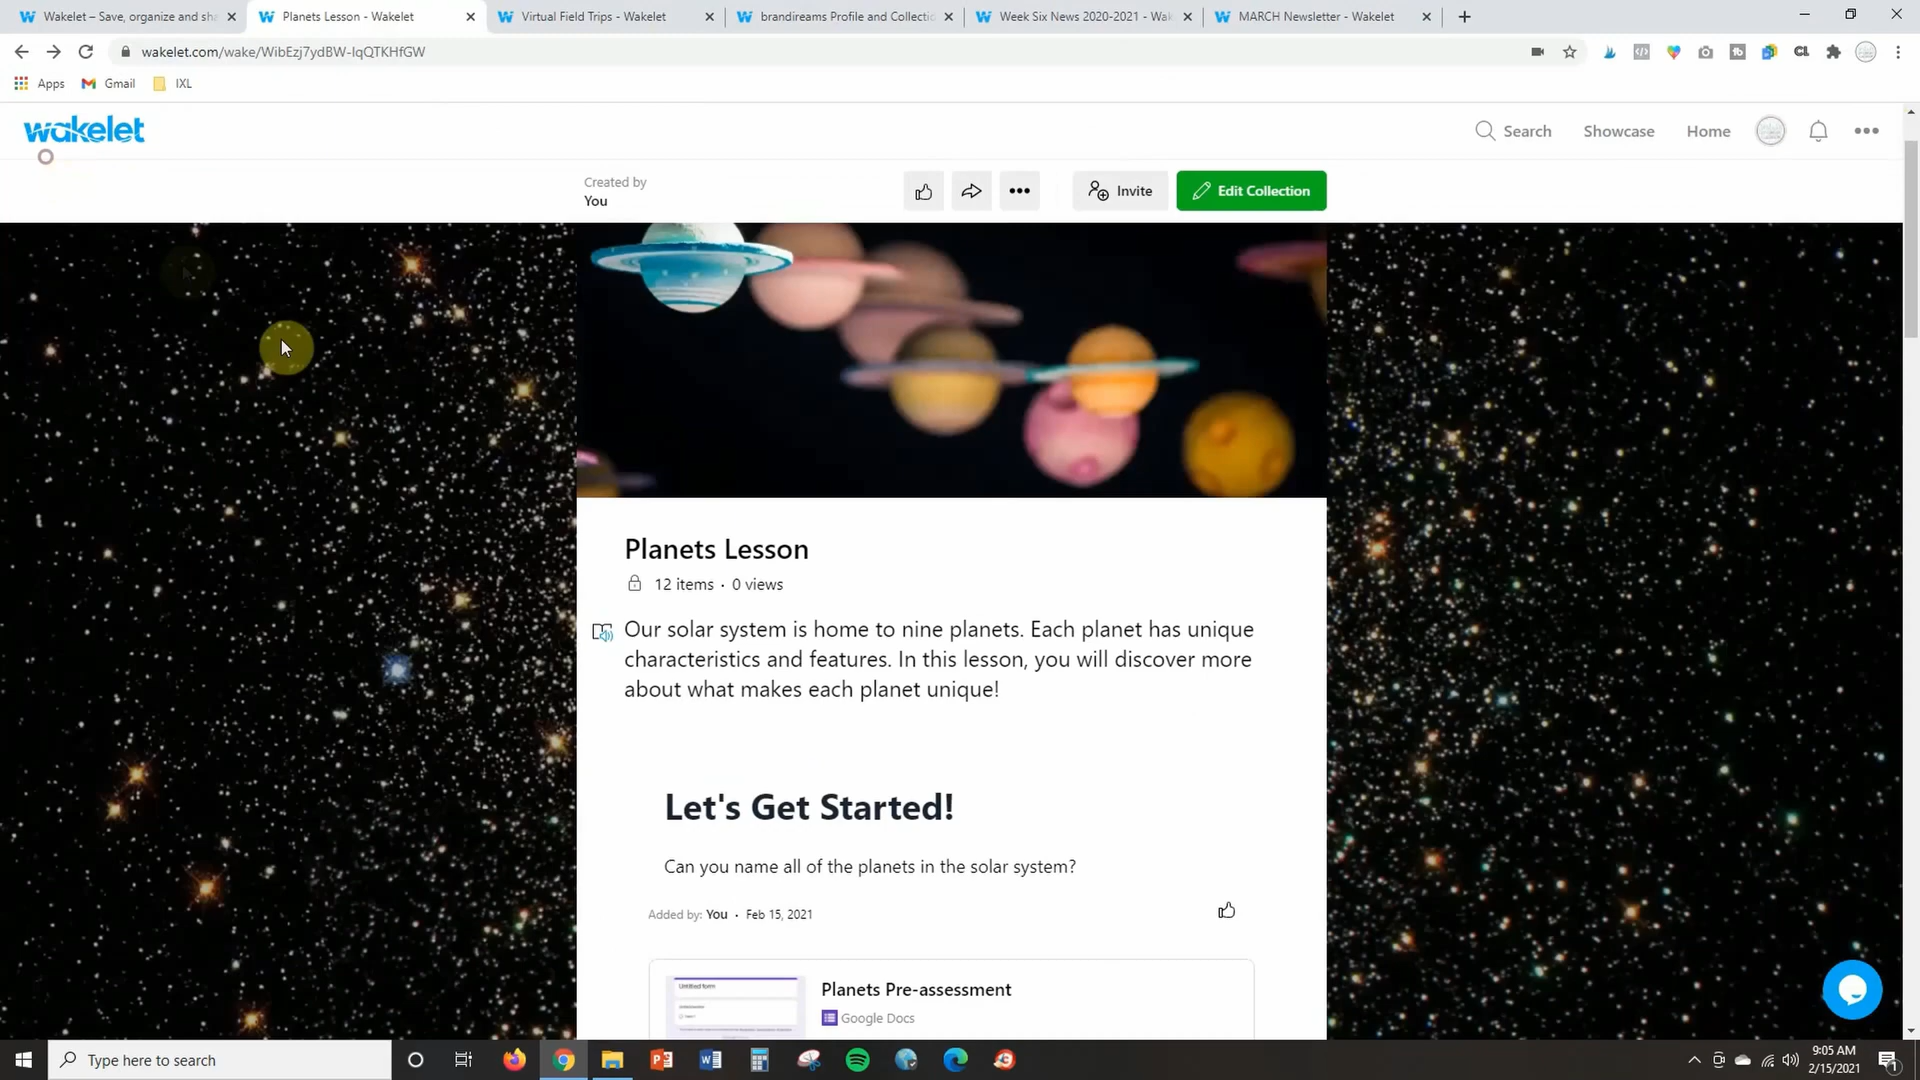 Wakelet – Save, organize and sha
Planets Lesson - Wakelet
Virtual Field Trips - Wakelet
brandireams Profile and Collectio
Week Six News 2020-2021 - Wak
MARCH Newsletter - Wakelet
wakelet.com/wake/WibEzj7ydBW-IqQTKHfGW
Apps
Gmail
IXL
wakelet
Search
Showcase
Home
Created by
You
Invite
Edit Collection
Planets Lesson
12 items · 0 views
Our solar system is home to nine planets. Each planet has unique
characteristics and features. In this lesson, you will discover more
about what makes each planet unique!
Let's Get Started!
Can you name all of the planets in the solar system?
Added by: You · Feb 15, 2021
Untitled form
Planets Pre-assessment
Google Docs
Type here to search
9:05 AM
2/15/2021